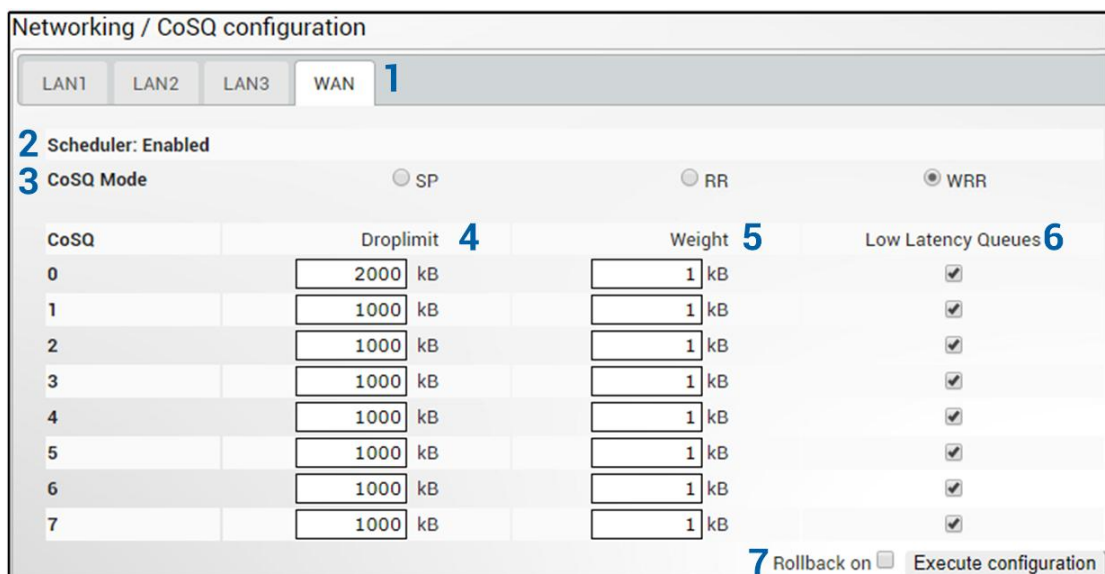 Networking / CoSQ configuration
LAN1 LAN2 LAN3 WAN 1
2 Scheduler: Enabled
3 CoSQ Mode SP RR WRR
CoSQ Droplimit 4 Weight 5 Low Latency Queues 6
0 2000 kB 1 kB
1 1000 kB 1 kB
2 1000 kB 1 kB
3 1000 kB 1 kB
4 1000 kB 1 kB
5 1000 kB 1 kB
6 1000 kB 1 kB
7 1000 kB 1 kB
7 Rollback on Execute configuration